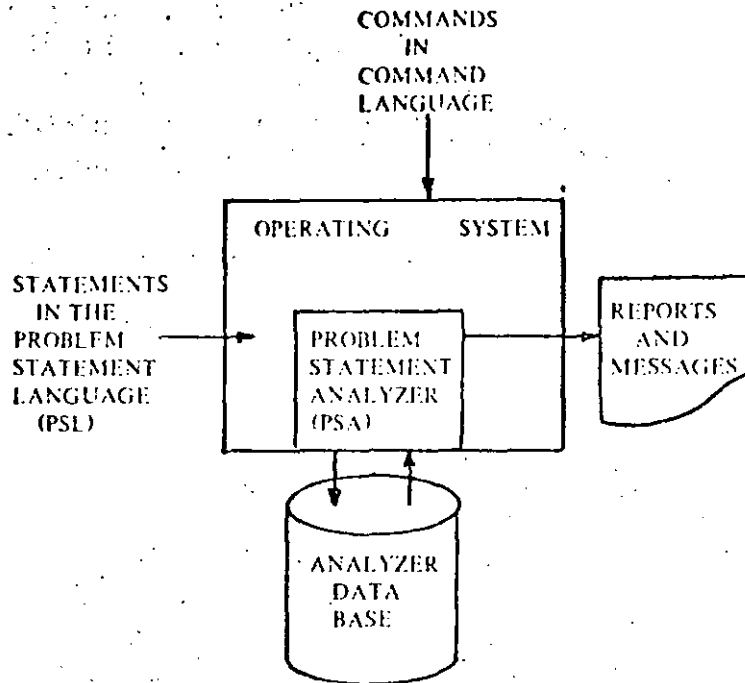 COMMANDS
IN
COMMAND
LANGUAGE
OPERATING SYSTEM
STATEMENTS
IN THE
PROBLEM
STATEMENT
LANGUAGE
(PSL)
PROBLEM
STATEMENT
ANALYZER
(PSA)
REPORTS
AND
MESSAGES
ANALYZER
DATA
BASE